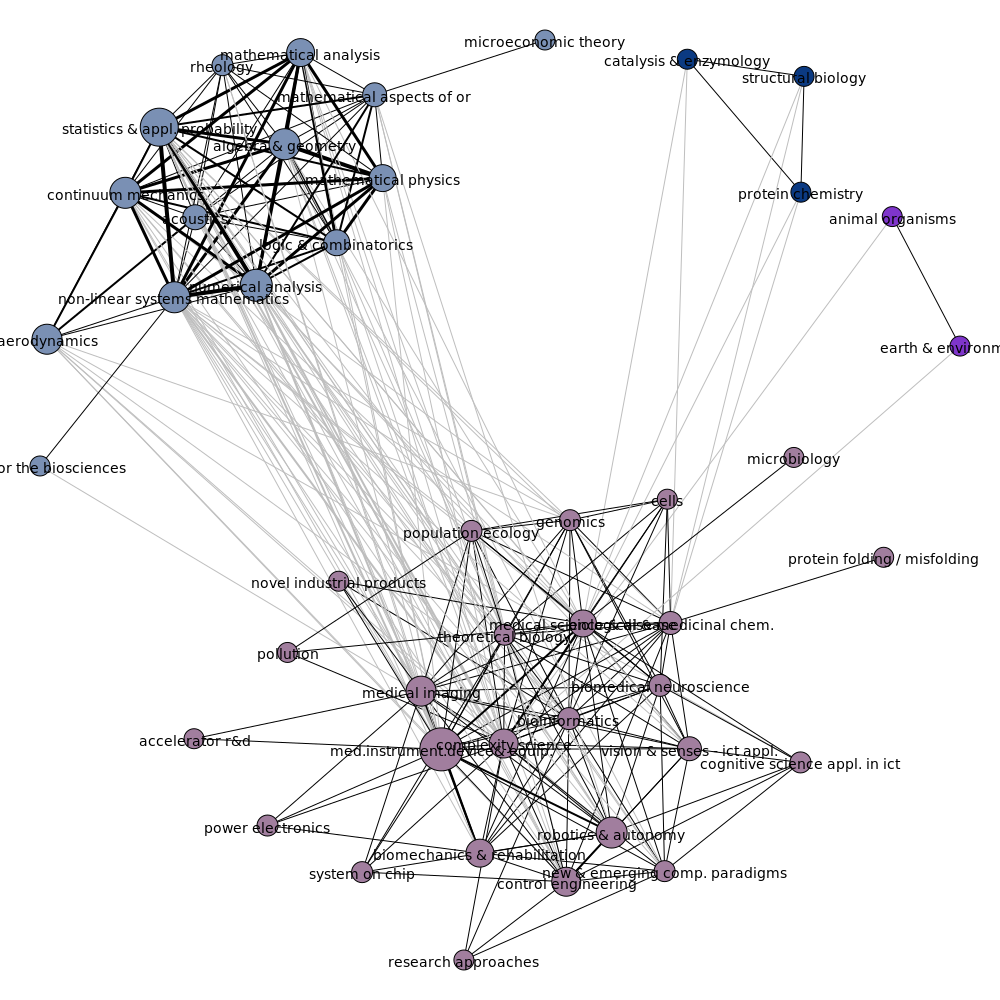 microeconomic theory
mathematical analysis
catalysis & enzymology
rheology
structural biology
mathematical aspects of or
statistics & appl. probability
algebra & geometry
mathematical physics
continuum mechanics
protein chemistry
acoustics
animal organisms
logic & combinatorics
numerical analysis
non-linear systems mathematics
aerodynamics
earth & environm
or the biosciences
microbiology
cells
genomics
population ecology
protein folding / misfolding
novel industrial products
medical science & disease
medicinal chem.
theoretical biology
pollution
biomedical neuroscience
medical imaging
bioinformatics
accelerator r&d
complexity science
med.instrument.device& equip.
vision & senses - ict appl.
cognitive science appl. in ict
power electronics
robotics & autonomy
biomechanics & rehabilitation
system on chip
new & emerging comp. paradigms
control engineering
research approaches